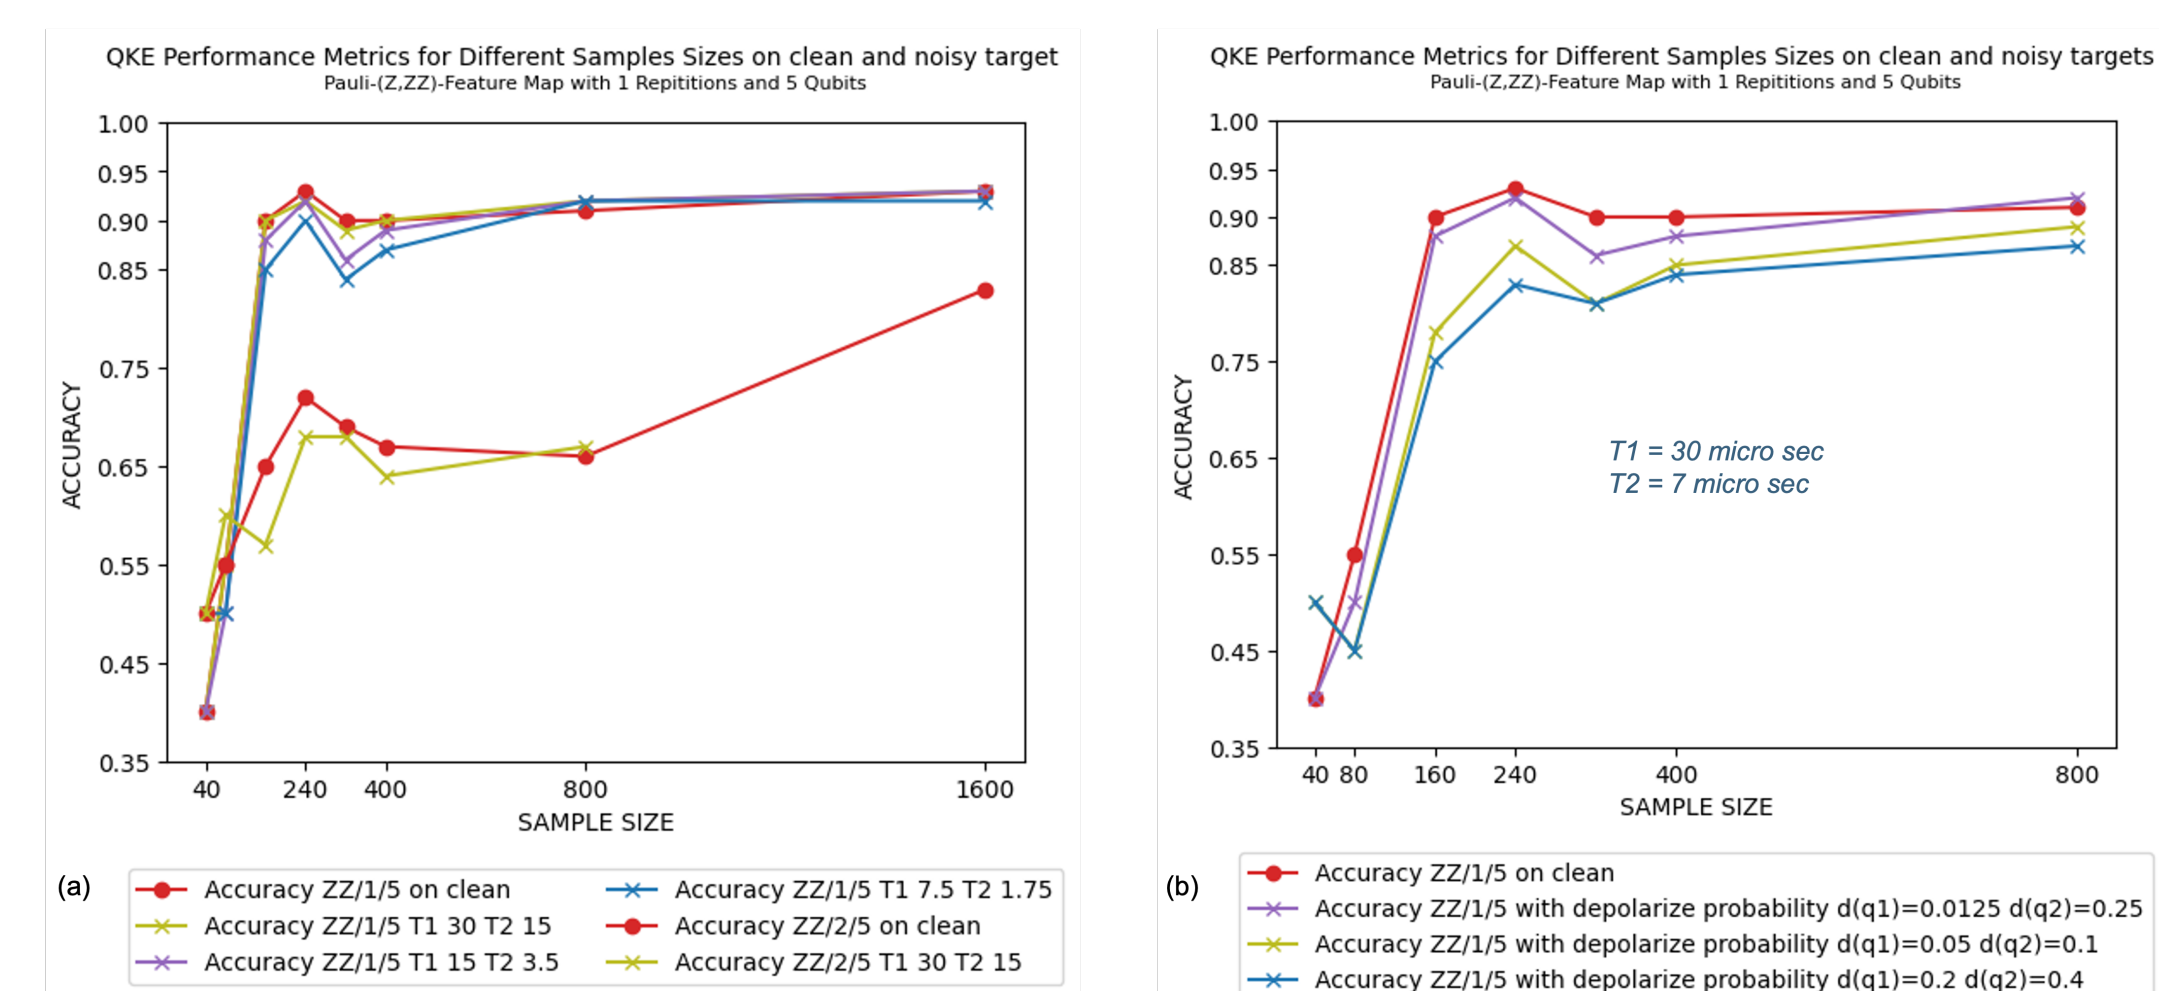 QKE Performance Metrics for Different Samples Sizes on clean and noisy target
Pauli-(Z,ZZ)-Feature Map with 1 Repititions and 5 Qubits
1.00
0.95
0.90
0.85
0.75
0.65
0.55
0.45
0.35
ACCURACY
40 240 400 800 1600
SAMPLE SIZE
(a)
Accuracy ZZ/1/5 on clean
Accuracy ZZ/1/5 T1 30 T2 15
Accuracy ZZ/1/5 T1 15 T2 3.5
Accuracy ZZ/1/5 T1 7.5 T2 1.75
Accuracy ZZ/2/5 on clean
Accuracy ZZ/2/5 T1 30 T2 15
QKE Performance Metrics for Different Samples Sizes on clean and noisy targets
Pauli-(Z,ZZ)-Feature Map with 1 Repititions and 5 Qubits
1.00
0.95
0.90
0.85
0.75
0.65
0.55
0.45
0.35
ACCURACY
T1 = 30 micro sec
T2 = 7 micro sec
40 80 160 240 400 800
SAMPLE SIZE
(b)
Accuracy ZZ/1/5 on clean
Accuracy ZZ/1/5 with depolarize probability d(q1)=0.0125 d(q2)=0.25
Accuracy ZZ/1/5 with depolarize probability d(q1)=0.05 d(q2)=0.1
Accuracy ZZ/1/5 with depolarize probability d(q1)=0.2 d(q2)=0.4